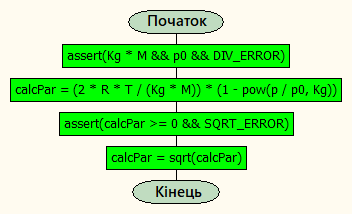 Початок
assert(Kg * M && p0 && DIV_ERROR)
calcPar = (2 * R * T / (Kg * M)) * (1 - pow(p / p0, Kg))
assert(calcPar >= 0 && SQRT_ERROR)
calcPar = sqrt(calcPar)
Кінець